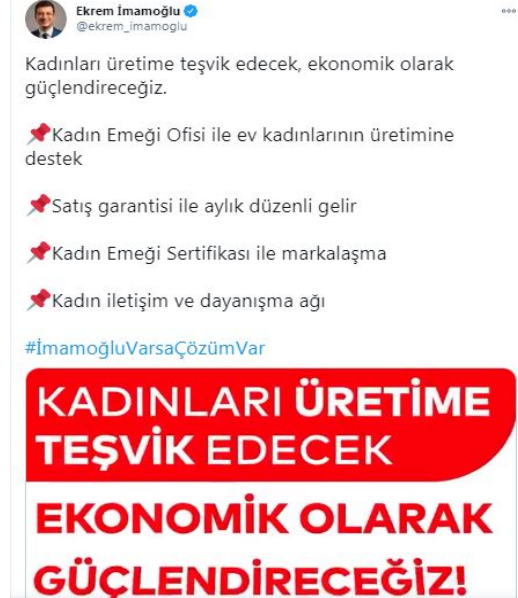 Ekrem İmamoğlu
@ekrem_imamoglu
Kadınları üretime teşvik edecek, ekonomik olarak
güçlendireceğiz.
📌Kadın Emeği Ofisi ile ev kadınlarının üretimine
destek
📌Satış garantisi ile aylık düzenli gelir
📌Kadın Emeği Sertifikası ile markalaşma
📌Kadın iletişim ve dayanışma ağı
#İmamoğluVarsaÇözümVar
KADINLARI ÜRETİME
TEŞVİK EDECEK
EKONOMİK OLARAK
GÜÇLENDİRECEĞİZ!